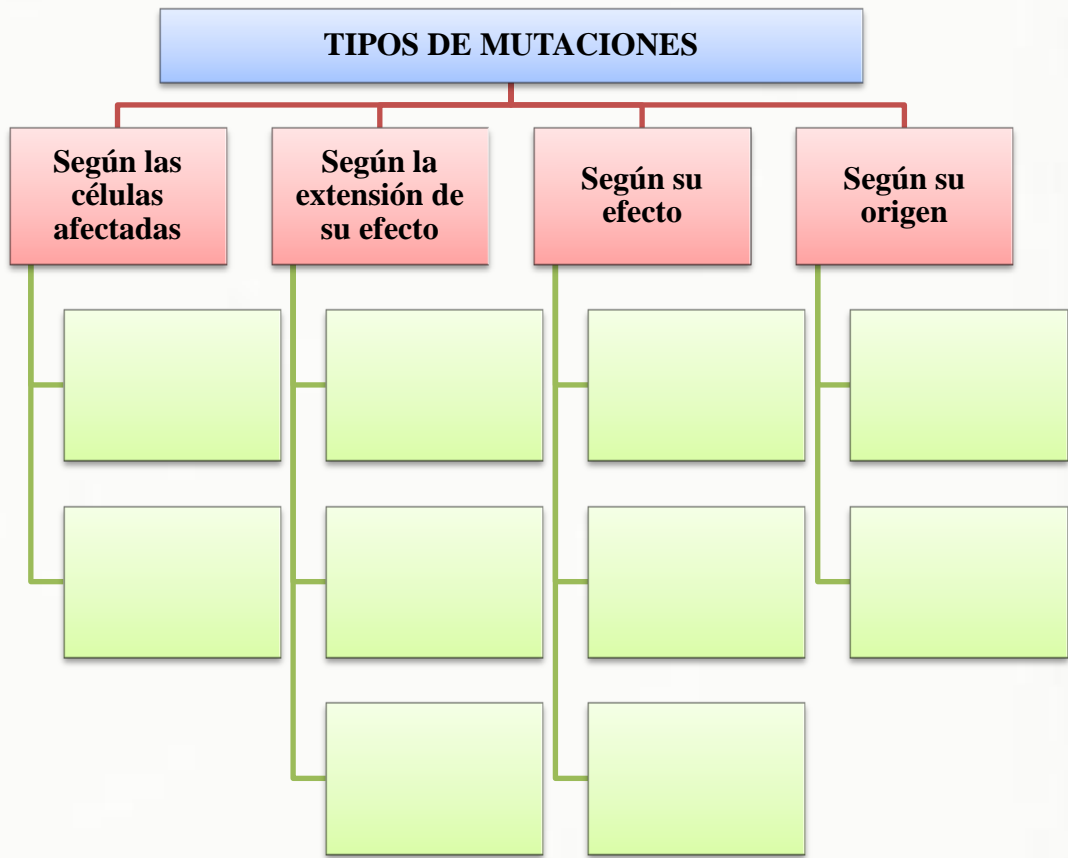 TIPOS DE MUTACIONES
Según las
células
afectadas
Según la
extensión de
su efecto
Según su
efecto
Según su
origen